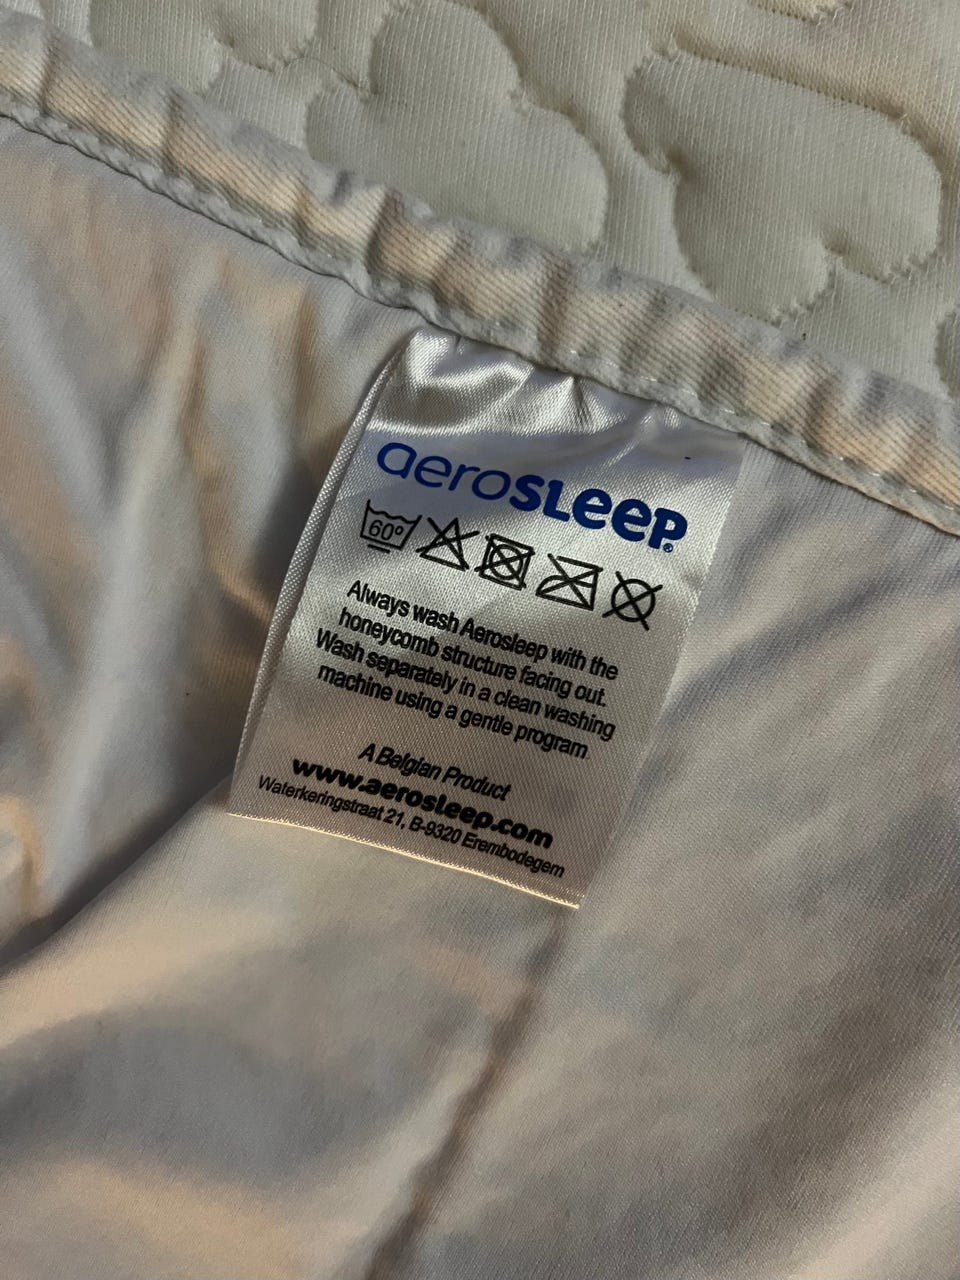 aerosleep®
60°
Always wash Aerosleep with the
honeycomb structure facing out.
Wash separately in a clean washing
machine using a gentle program.
A Belgian Product
www.aerosleep.com
Waterkeringstraat 21, B-9320 Erembodegem